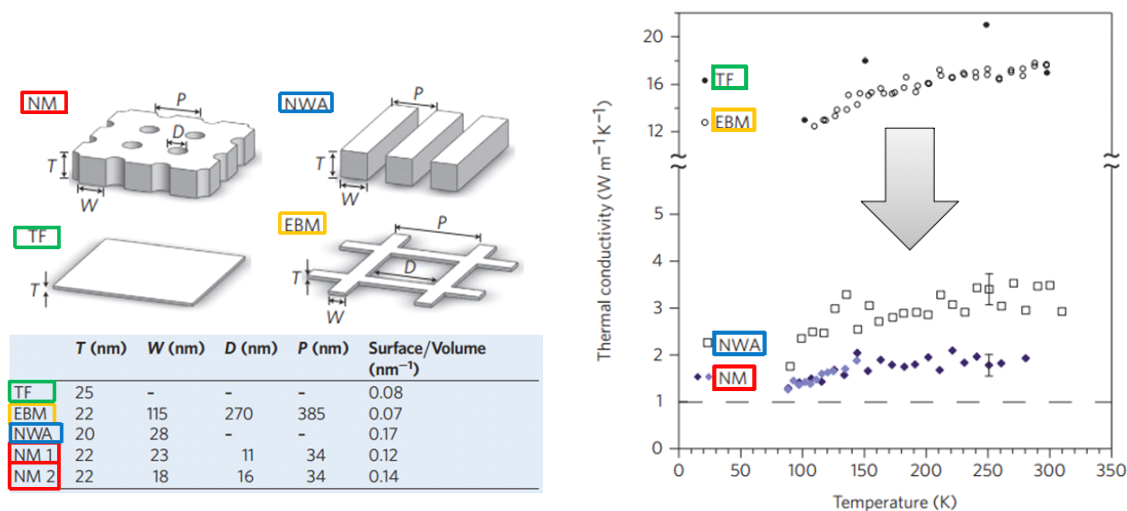 NM
P
D
T
W
NWA
P
T
W
TF
T
EBM
P
D
T
W
T (nm) W (nm) D (nm) P (nm) Surface/Volume (nm⁻¹)
TF 25 - - - 0.08
EBM 22 115 270 385 0.07
NWA 20 28 - - 0.17
NM 1 22 23 11 34 0.12
NM 2 22 18 16 34 0.14
Thermal conductivity (W m⁻¹ K⁻¹)
20
16
12
5
4
3
2
1
0
TF
EBM
NWA
NM
0 50 100 150 200 250 300 350
Temperature (K)